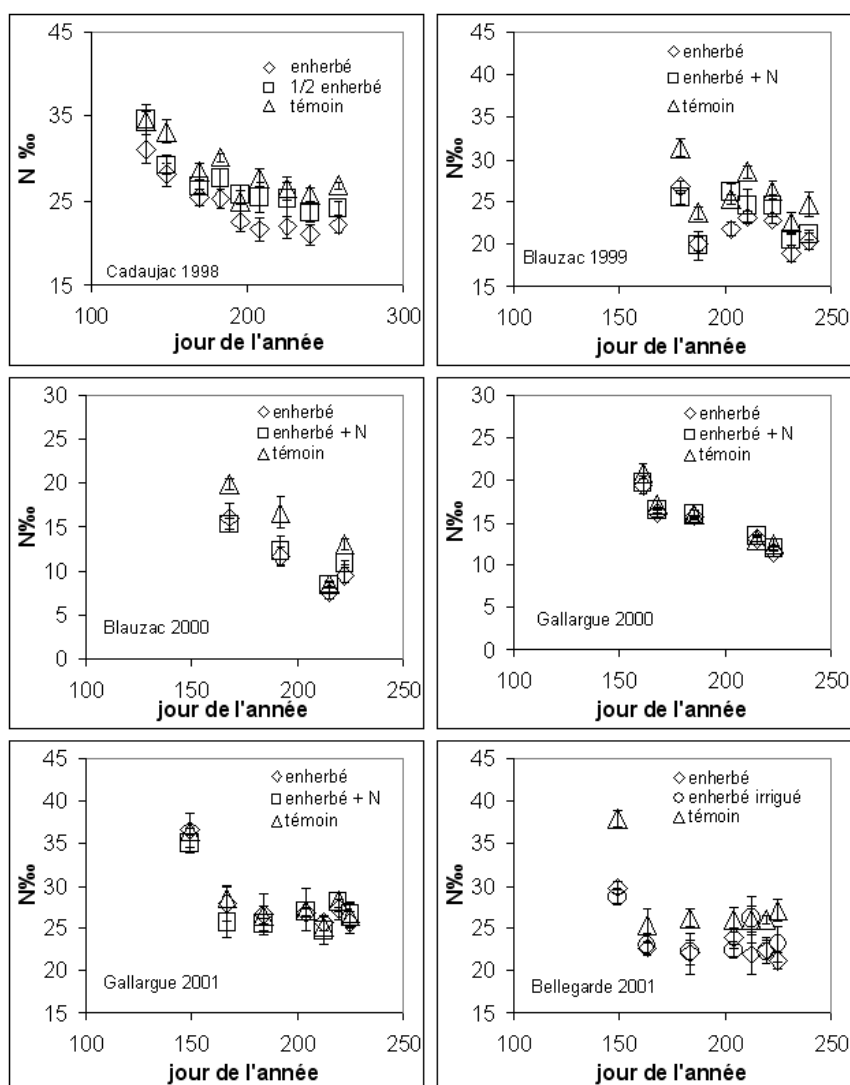 45
35
25
15
N ‰
enherbé
1/2 enherbé
témoin
Cadaujac 1998
100 200 300
jour de l'année
45
40
35
30
25
20
15
N‰
enherbé
enherbé + N
témoin
Blauzac 1999
100 150 200 250
jour de l'année
30
25
20
15
10
5
0
N‰
enherbé
enherbé + N
témoin
Blauzac 2000
100 150 200 250
jour de l'année
30
25
20
15
10
5
0
N‰
enherbé
enherbé + N
témoin
Gallargue 2000
100 150 200 250
jour de l'année
45
40
35
30
25
20
15
N‰
enherbé
enherbé + N
témoin
Gallargue 2001
100 150 200 250
jour de l'année
45
40
35
30
25
20
15
N‰
enherbé
enherbé irrigué
témoin
Bellegarde 2001
100 150 200 250
jour de l'année